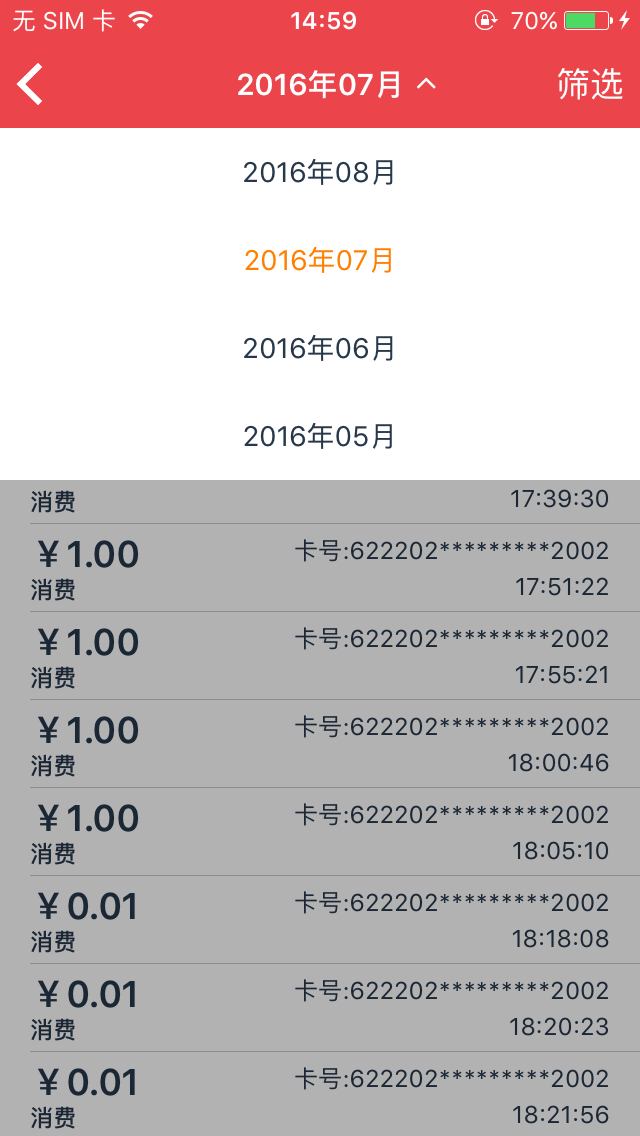 无 SIM 卡 14:59 70%
2016年07月 筛选
2016年08月
2016年07月
2016年06月
2016年05月
消费 17:39:30
¥ 1.00 卡号:622202*********2002
消费 17:51:22
¥ 1.00 卡号:622202*********2002
消费 17:55:21
¥ 1.00 卡号:622202*********2002
消费 18:00:46
¥ 1.00 卡号:622202*********2002
消费 18:05:10
¥ 0.01 卡号:622202*********2002
消费 18:18:08
¥ 0.01 卡号:622202*********2002
消费 18:20:23
¥ 0.01 卡号:622202*********2002
消费 18:21:56